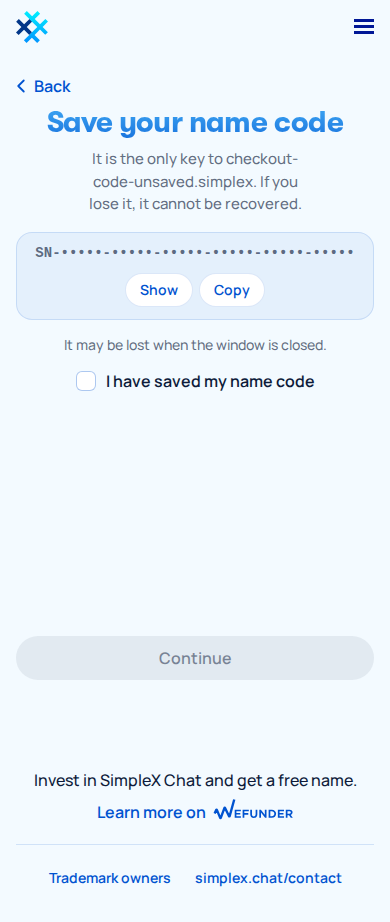 Back
Save your name code
It is the only key to checkout-
code-unsaved.simplex. If you
lose it, it cannot be recovered.
SN-•••••-•••••-•••••-•••••-•••••-•••••
Show Copy
It may be lost when the window is closed.
I have saved my name code
Continue
Invest in SimpleX Chat and get a free name.
Learn more on WEFUNDER
Trademark owners simplex.chat/contact